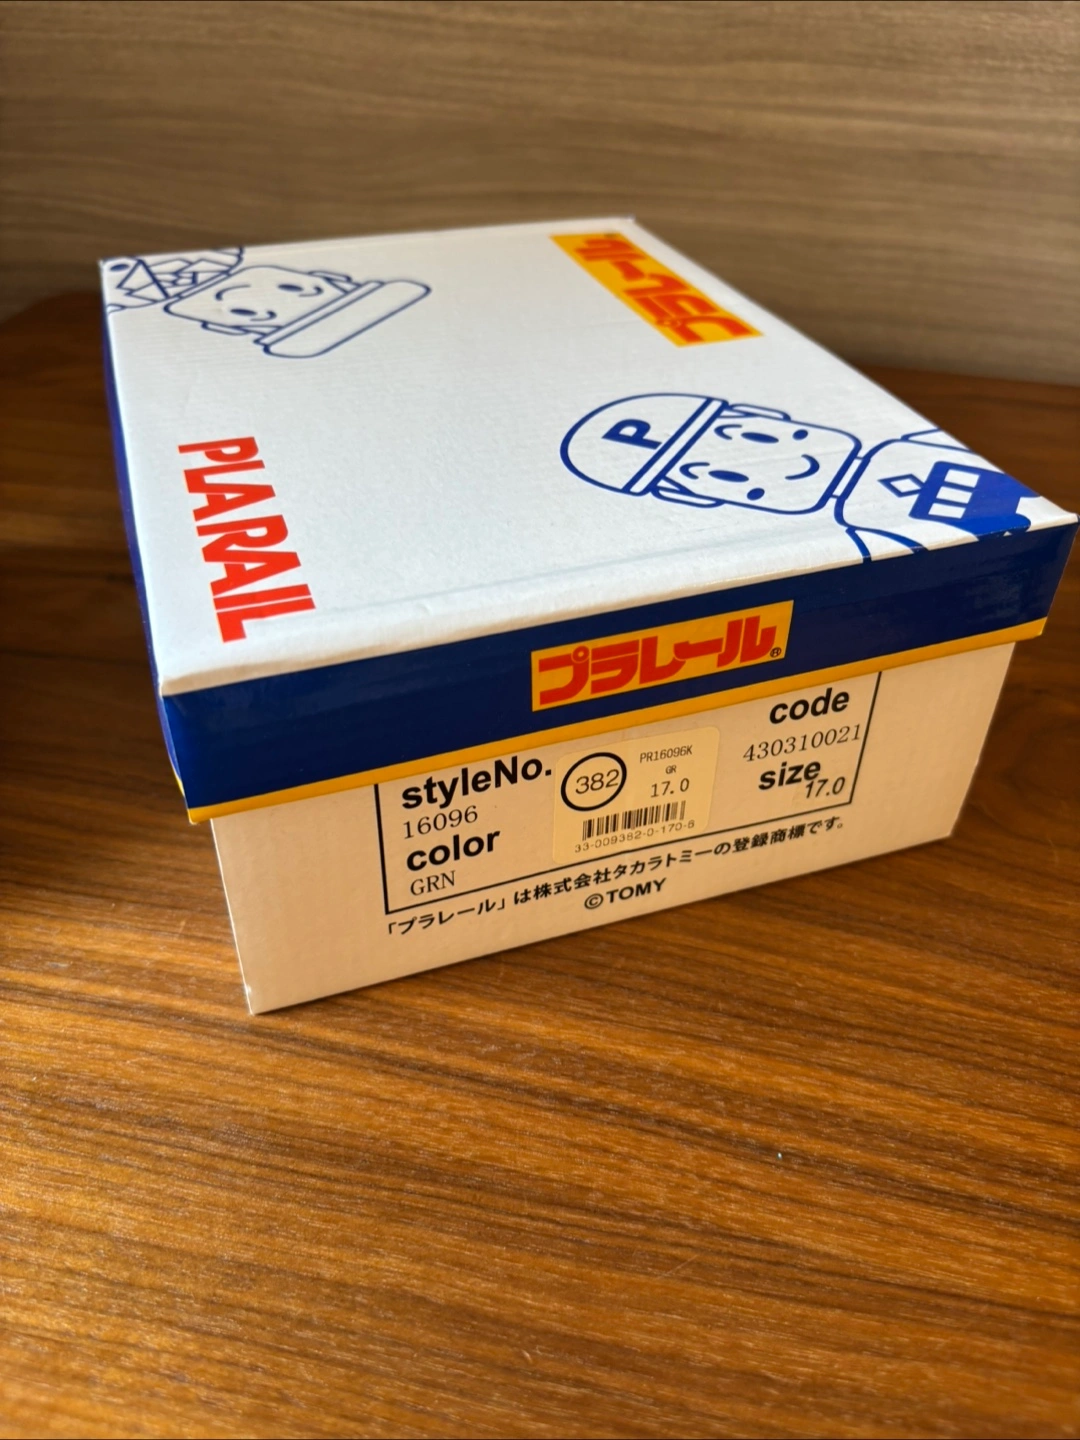 プラレール
P
PLARAIL
プラレール®
styleNo.
16096
color
GRN
382
PR16096K
GR
17.0
33-009382-0-170-8
code
430310021
size
17.0
「プラレール」は株式会社タカラトミーの登録商標です。
©TOMY